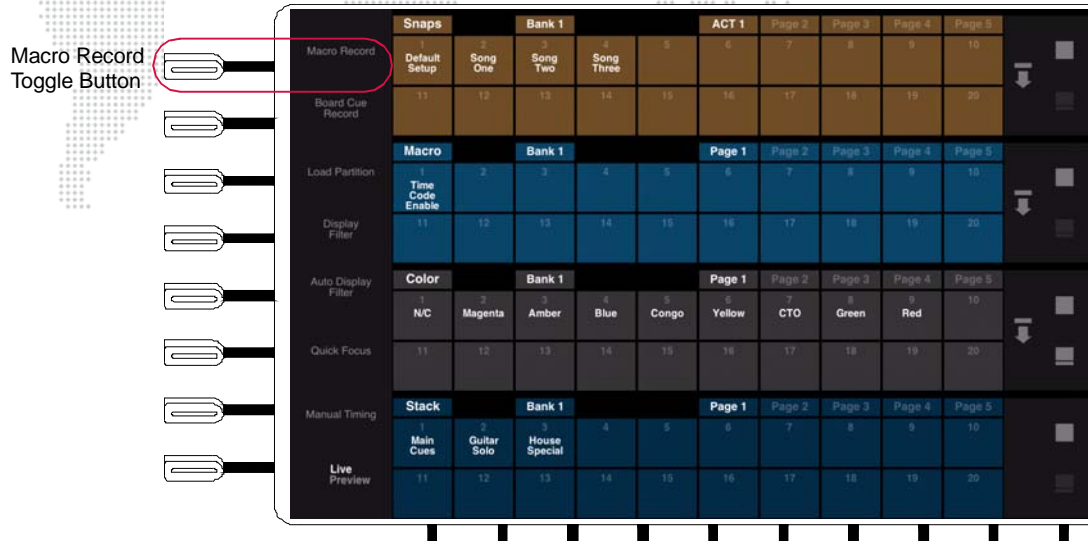 Macro Record
Toggle Button
Macro Record
Board Cue
Record
Load Partition
Display
Filter
Auto Display
Filter
Quick Focus
Manual Timing
Live
Preview
Snaps Bank 1 ACT 1 Page 2 Page 3 Page 4 Page 5
1 2 3 4 5 6 7 8 9 10
Default Song Song Song
Setup One Two Three
11 12 13 14 15 16 17 18 19 20
Macro Bank 1 Page 1 Page 2 Page 3 Page 4 Page 5
1 2 3 4 5 6 7 8 9 10
Time
Code
Enable
11 12 13 14 15 16 17 18 19 20
Color Bank 1 Page 1 Page 2 Page 3 Page 4 Page 5
1 2 3 4 5 6 7 8 9 10
N/C Magenta Amber Blue Congo Yellow CTO Green Red
11 12 13 14 15 16 17 18 19 20
Stack Bank 1 Page 1 Page 2 Page 3 Page 4 Page 5
1 2 3 4 5 6 7 8 9 10
Main Guitar House
Cues Solo Special
11 12 13 14 15 16 17 18 19 20